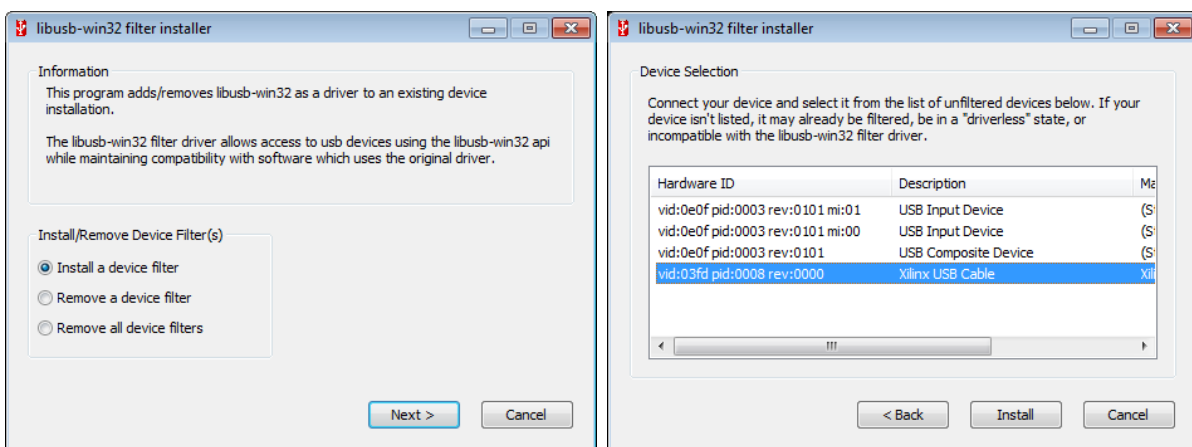 libusb-win32 filter installer
Information
This program adds/removes libusb-win32 as a driver to an existing device
installation.
The libusb-win32 filter driver allows access to usb devices using the libusb-win32 api
while maintaining compatibility with software which uses the original driver.
Install/Remove Device Filter(s)
Install a device filter
Remove a device filter
Remove all device filters
Next > Cancel
libusb-win32 filter installer
Device Selection
Connect your device and select it from the list of unfiltered devices below. If your
device isn't listed, it may already be filtered, be in a "driverless" state, or
incompatible with the libusb-win32 filter driver.
Hardware ID Description Ma
vid:0e0f pid:0003 rev:0101 mi:01 USB Input Device (S
vid:0e0f pid:0003 rev:0101 mi:00 USB Input Device (S
vid:0e0f pid:0003 rev:0101 USB Composite Device (S
vid:03fd pid:0008 rev:0000 Xilinx USB Cable Xili
< Back Install Cancel